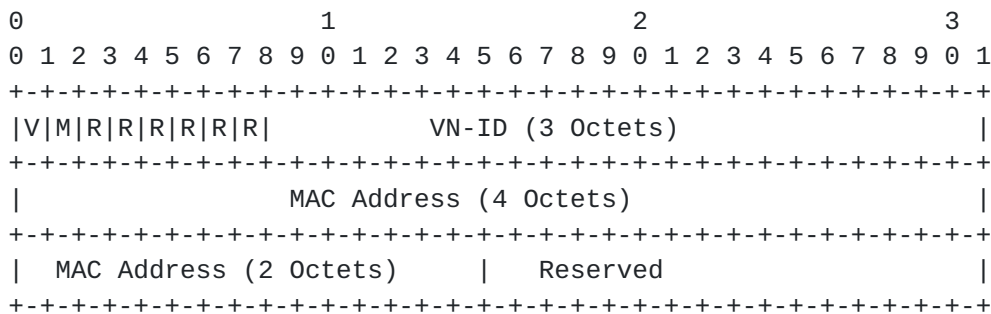 0                   1                   2                   3
0 1 2 3 4 5 6 7 8 9 0 1 2 3 4 5 6 7 8 9 0 1 2 3 4 5 6 7 8 9 0 1
+-+-+-+-+-+-+-+-+-+-+-+-+-+-+-+-+-+-+-+-+-+-+-+-+-+-+-+-+-+-+-+
|V|M|R|R|R|R|R|R|          VN-ID (3 Octets)                   |
+-+-+-+-+-+-+-+-+-+-+-+-+-+-+-+-+-+-+-+-+-+-+-+-+-+-+-+-+-+-+-+
|                 MAC Address (4 Octets)                      |
+-+-+-+-+-+-+-+-+-+-+-+-+-+-+-+-+-+-+-+-+-+-+-+-+-+-+-+-+-+-+-+
|  MAC Address (2 Octets)     |   Reserved                    |
+-+-+-+-+-+-+-+-+-+-+-+-+-+-+-+-+-+-+-+-+-+-+-+-+-+-+-+-+-+-+-+